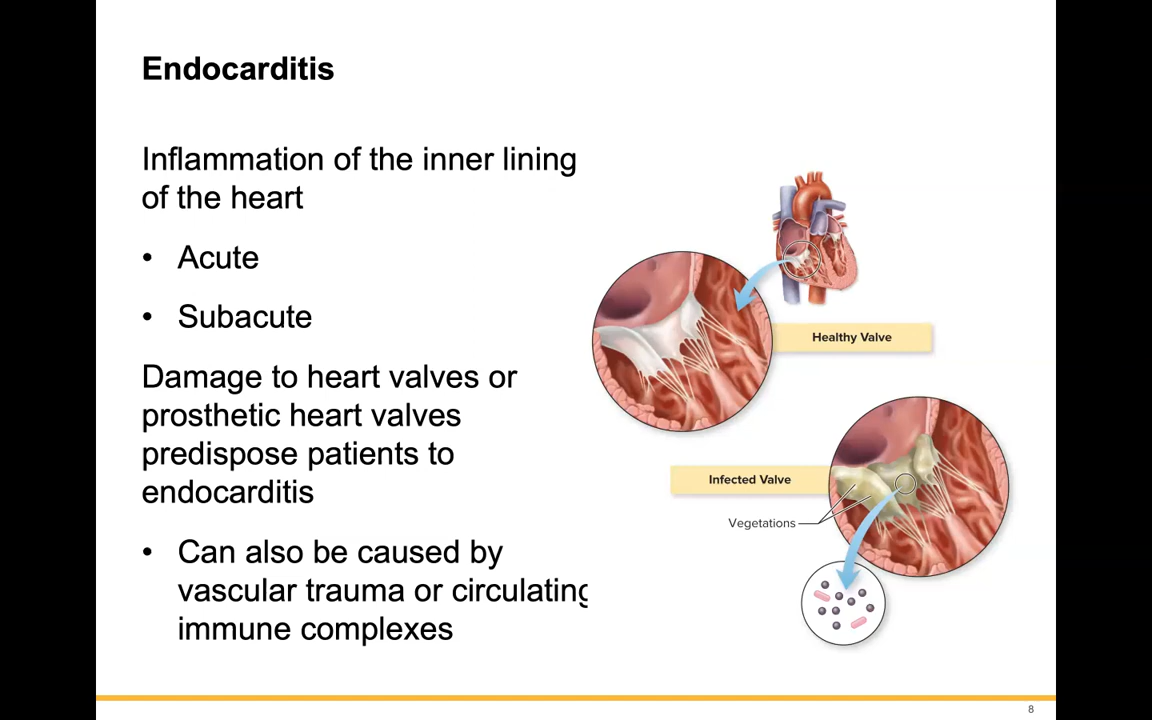 Endocarditis
Inflammation of the inner lining
of the heart
• Acute
• Subacute
Damage to heart valves or
prosthetic heart valves
predispose patients to
endocarditis
• Can also be caused by
vascular trauma or circulating
immune complexes
Healthy Valve
Infected Valve
Vegetations
8